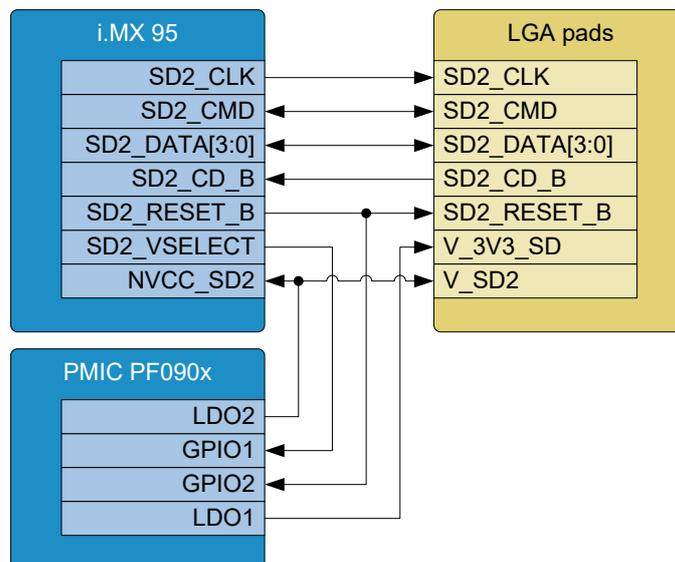 i.MX 95
SD2_CLK
SD2_CMD
SD2_DATA[3:0]
SD2_CD_B
SD2_RESET_B
SD2_VSELECT
NVCC_SD2
LGA pads
SD2_CLK
SD2_CMD
SD2_DATA[3:0]
SD2_CD_B
SD2_RESET_B
V_3V3_SD
V_SD2
PMIC PF090x
LDO2
GPIO1
GPIO2
LDO1